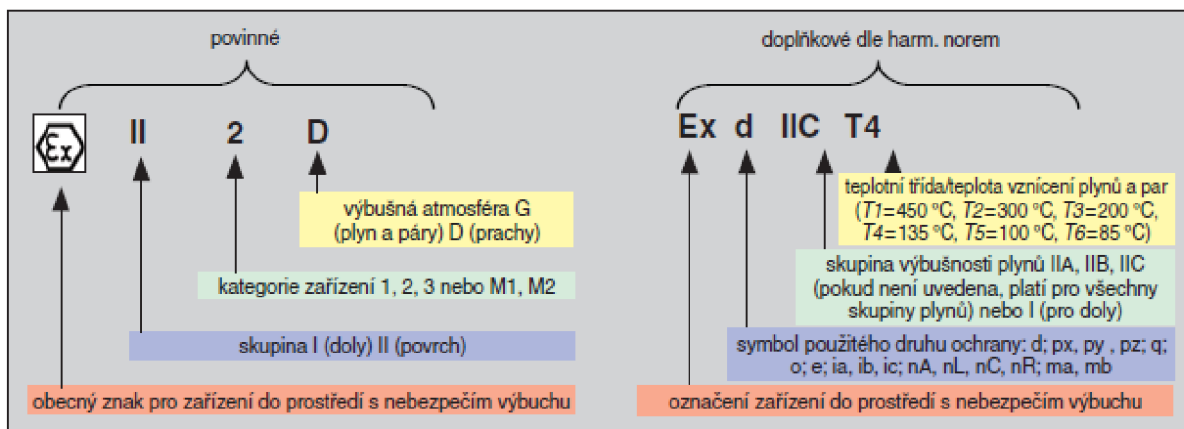 povinné
Ex II 2 D
výbušná atmosféra G
(plyn a páry) D (prachy)
kategorie zařízení 1, 2, 3 nebo M1, M2
skupina I (doly) II (povrch)
obecný znak pro zařízení do prostředí s nebezpečím výbuchu
doplňkové dle harm. norem
Ex d IIC T4
teplotní třída/teplota vznícení plynů a par
(T1=450 °C, T2=300 °C, T3=200 °C,
T4=135 °C, T5=100 °C, T6=85 °C)
skupina výbušnosti plynů IIA, IIB, IIC
(pokud není uvedena, platí pro všechny
skupiny plynů) nebo I (pro doly)
symbol použitého druhu ochrany: d; px, py , pz; q;
o; e; ia, ib, ic; nA, nL, nC, nR; ma, mb
označení zařízení do prostředí s nebezpečím výbuchu